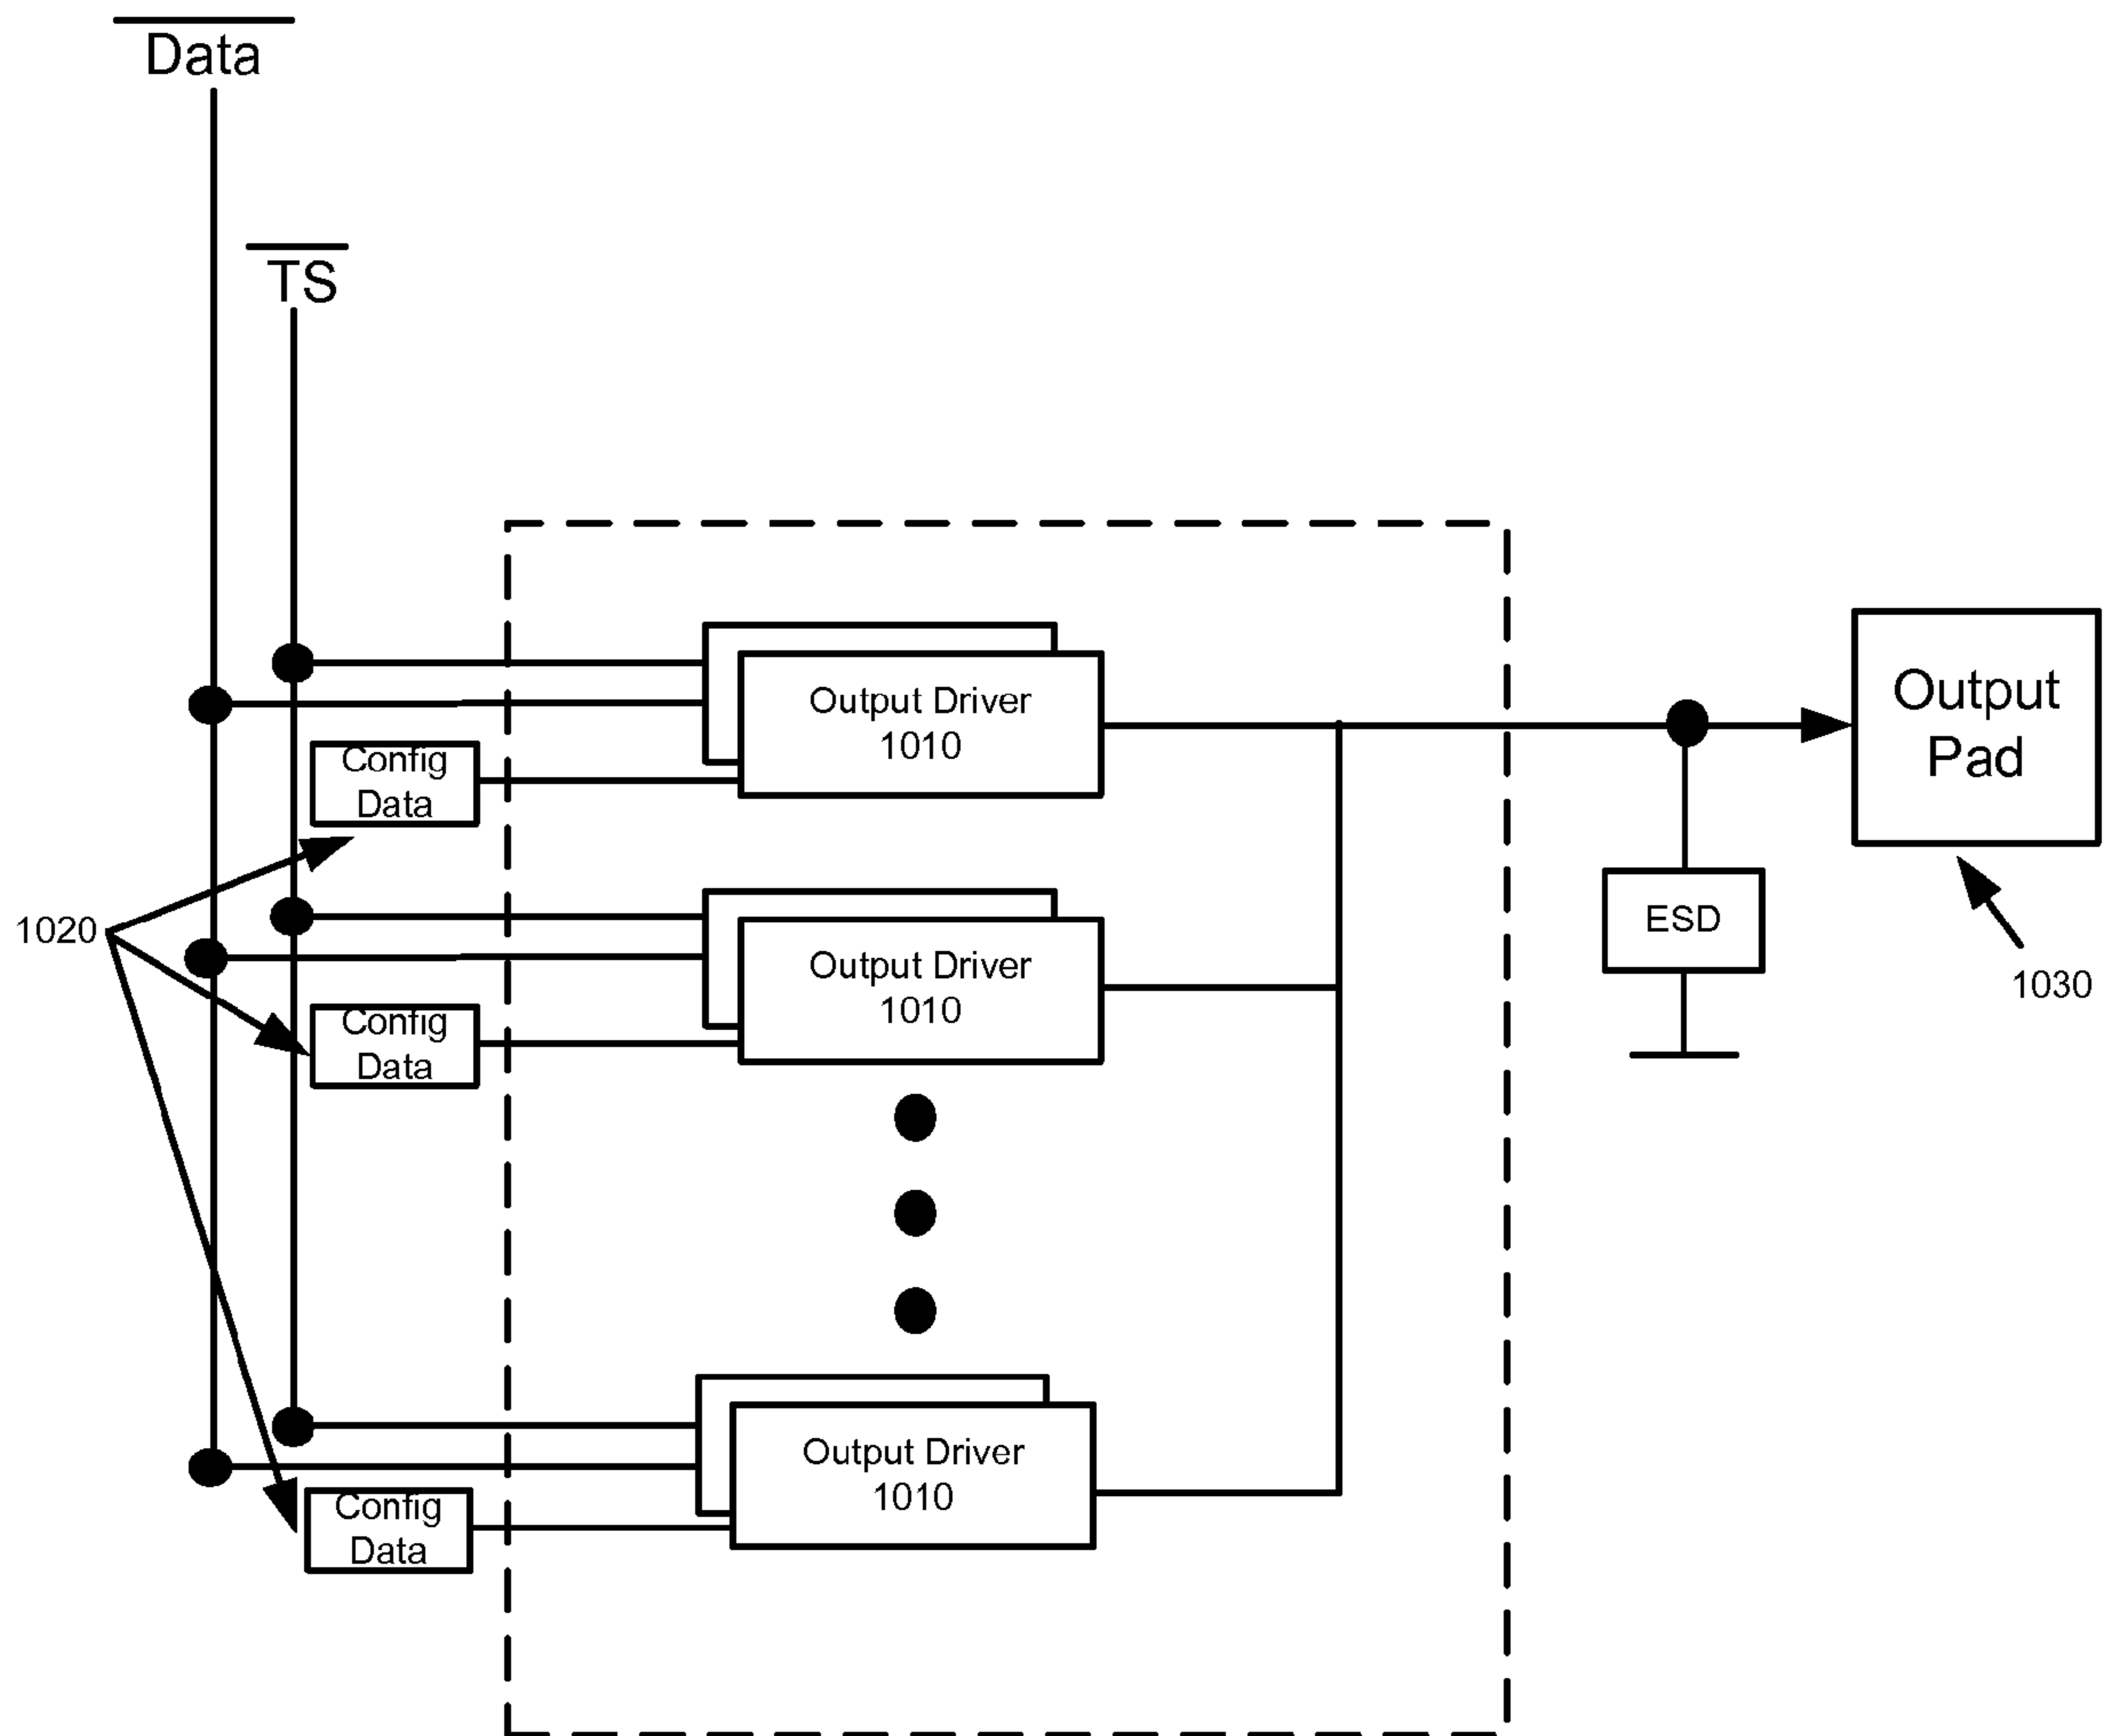 Data
TS
Output Driver
1010
Config
Data
Output
Pad
1020
Output Driver
1010
ESD
1030
Config
Data
Output Driver
1010
Config
Data